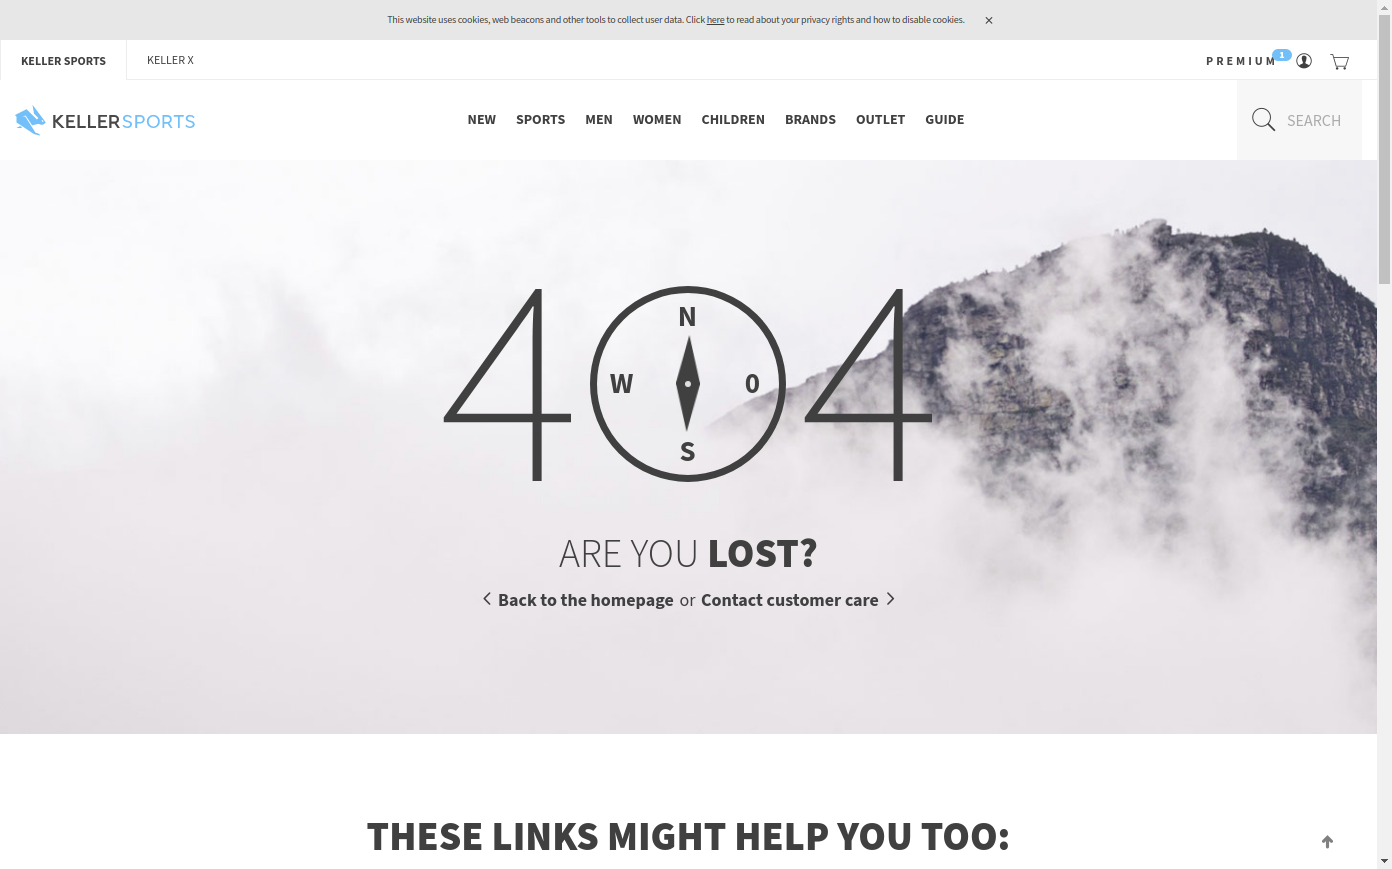 This website uses cookies, web beacons and other tools to collect user data. Click here to read about your privacy rights and how to disable cookies. ×
KELLER SPORTS
KELLER X
PREMIUM
1
KELLERSPORTS
NEW SPORTS MEN WOMEN CHILDREN BRANDS OUTLET GUIDE
SEARCH
4 4
N
W O
S
ARE YOU LOST?
Back to the homepage or Contact customer care
THESE LINKS MIGHT HELP YOU TOO: